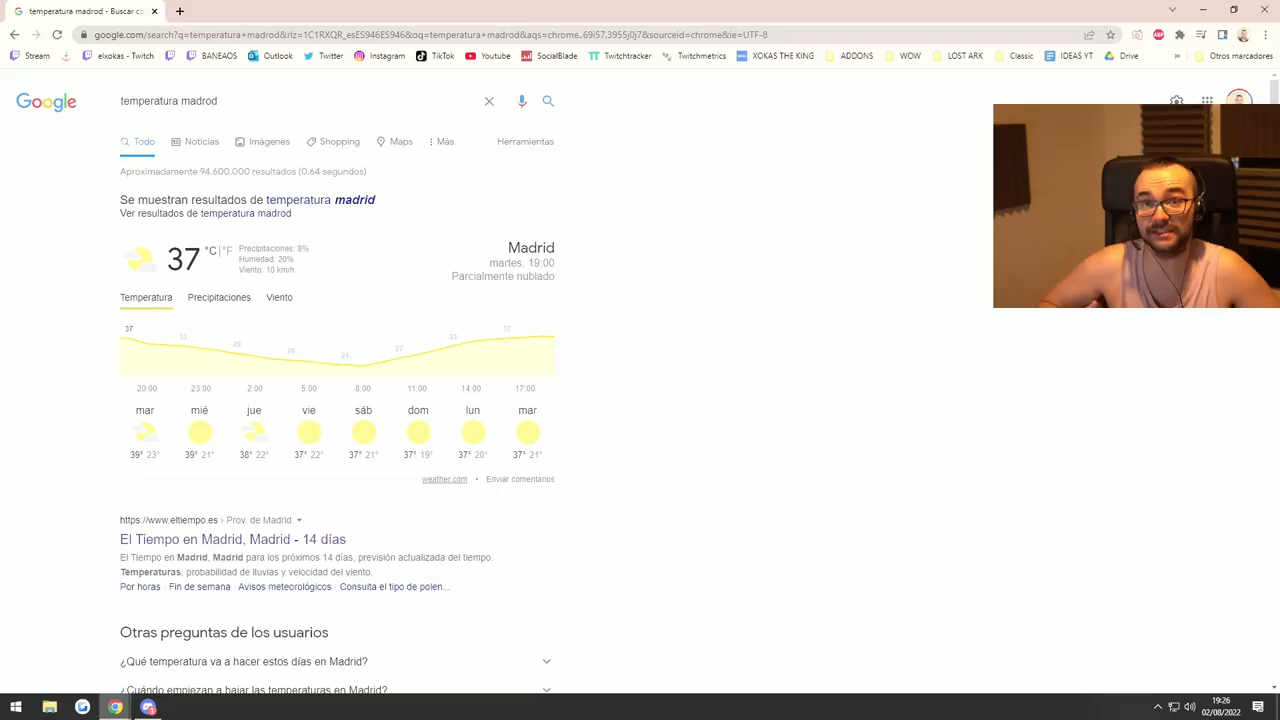 temperatura madrod - Buscar co
google.com/search?q=temperatura+madrod&rlz=1C1RXQR_esES946ES946&oq=temperatura+madrod&aqs=chrome..69i57.3955j0j7&sourceid=chrome&ie=UTF-8
Stream elxokas - Twitch BANEAOS Outlook Twitter Instagram TikTok Youtube SocialBlade Twitchtracker Twitchmetrics XOKAS THE KING ADDONS WOW LOST ARK Classic IDEAS YT Drive » Otros marcadores
Google
temperatura madrod
Todo Noticias Imágenes Shopping Maps Más Herramientas
Aproximadamente 94.600.000 resultados (0,64 segundos)
Se muestran resultados de temperatura madrid
Ver resultados de temperatura madrod
37 °C | °F
Precipitaciones: 8%
Humedad: 20%
Viento: 10 km/h
Madrid
martes, 19:00
Parcialmente nublado
Temperatura Precipitaciones Viento
37 33 29 26 24 27 33 37
20:00 23:00 2:00 5:00 8:00 11:00 14:00 17:00
mar mié jue vie sáb dom lun mar
39° 23° 39° 21° 38° 22° 37° 22° 37° 21° 37° 19° 37° 20° 37° 21°
weather.com • Enviar comentarios
https://www.eltiempo.es › Prov. de Madrid
El Tiempo en Madrid, Madrid - 14 días
El Tiempo en Madrid, Madrid para los próximos 14 días, previsión actualizada del tiempo.
Temperaturas, probabilidad de lluvias y velocidad del viento.
Por horas · Fin de semana · Avisos meteorológicos · Consulta el tipo de polen...
Otras preguntas de los usuarios
¿Qué temperatura va a hacer estos días en Madrid?
¿Cuándo empiezan a bajar las temperaturas en Madrid?
19:26
02/08/2022